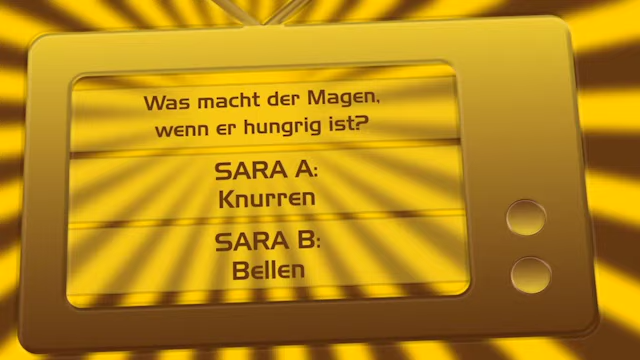 Was macht der Magen,
wenn er hungrig ist?
SARA A:
Knurren
SARA B:
Bellen